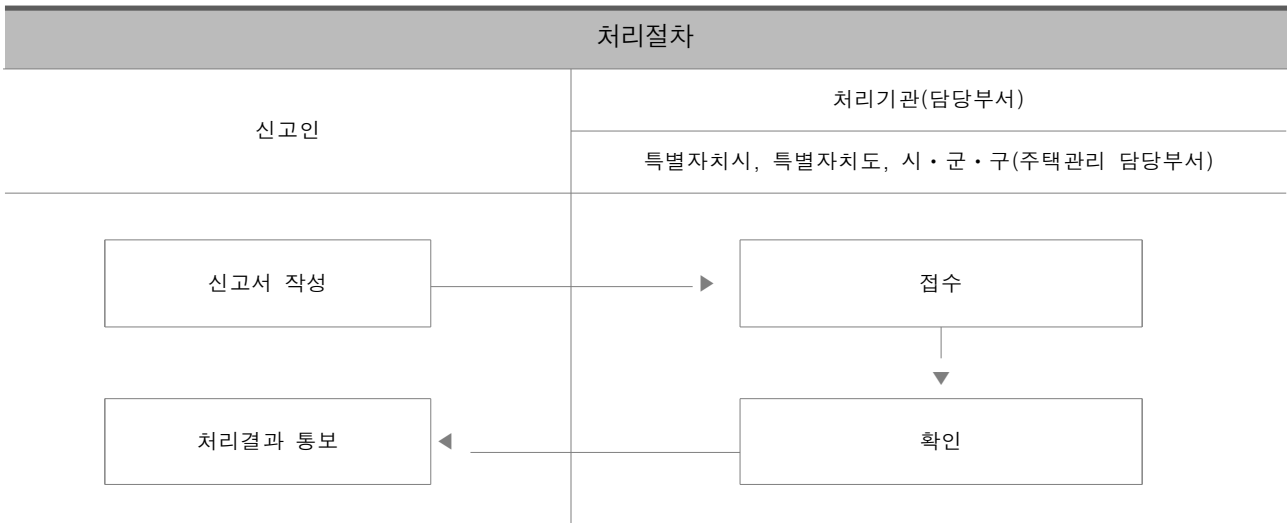 처리절차
신고인
처리기관(담당부서)
특별자치시, 특별자치도, 시・군・구(주택관리 담당부서)
신고서 작성
접수
처리결과 통보
확인